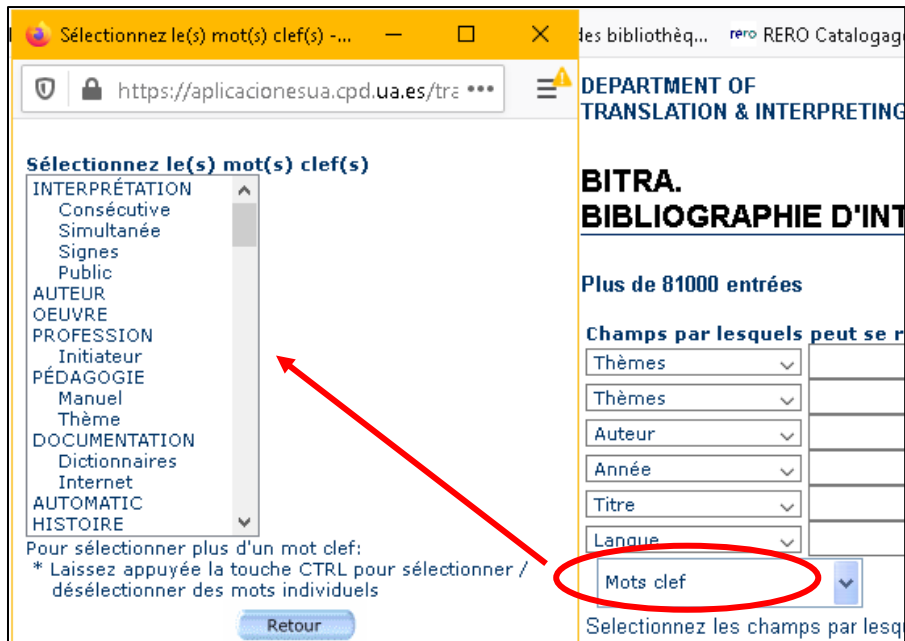 Sélectionnez le(s) mot(s) clef(s) -...
https://aplicacionesua.cpd.ua.es/tra
Sélectionnez le(s) mot(s) clef(s)
INTERPRÉTATION
Consécutive
Simultanée
Signes
Public
AUTEUR
OEUVRE
PROFESSION
Initiateur
PÉDAGOGIE
Manuel
Thème
DOCUMENTATION
Dictionnaires
Internet
AUTOMATIC
HISTOIRE
Pour sélectionner plus d'un mot clef:
* Laissez appuyée la touche CTRL pour sélectionner /
désélectionner des mots individuels
Retour
des bibliothèq... rero RERO Catalogage
DEPARTMENT OF
TRANSLATION & INTERPRETING
BITRA.
BIBLIOGRAPHIE D'INT
Plus de 81000 entrées
Champs par lesquels peut se r
Thèmes
Thèmes
Auteur
Année
Titre
Langue
Mots clef
Selectionnez les champs par lesq